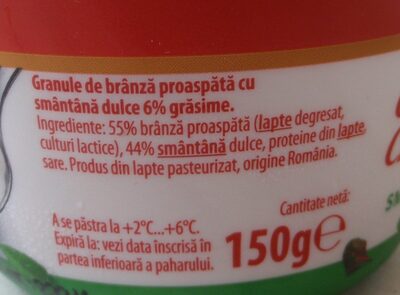 Granule de brânză proaspătă cu
smântână dulce 6% grăsime.
Ingrediente: 55% brânză proaspătă (lapte degresat,
culturi lactice), 44% smântână dulce, proteine din lapte,
sare. Produs din lapte pasteurizat, origine România.
Cantitate netă:
A se păstra la +2°C...+6°C.
Expiră la: vezi data înscrisă în
partea inferioară a paharului.
150g℮